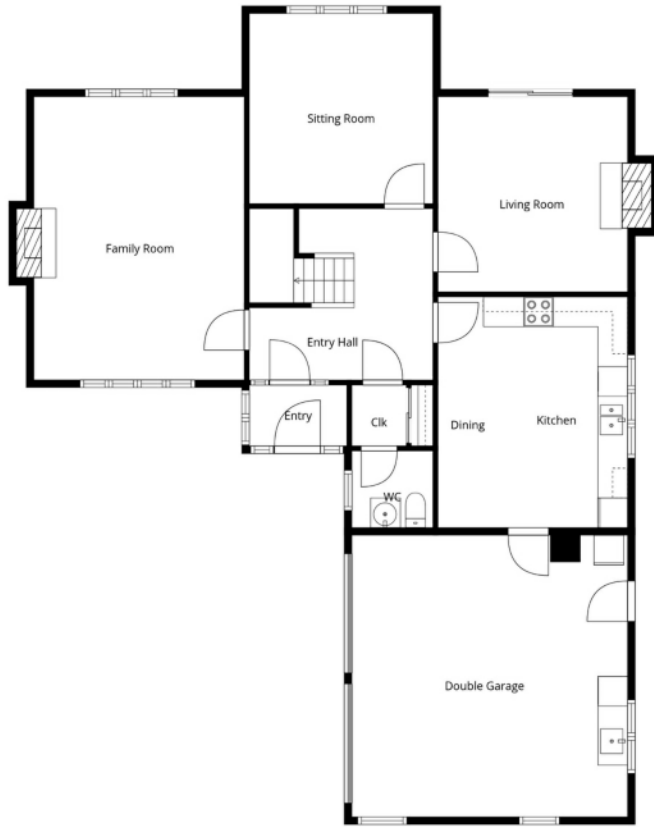 Sitting Room
Living Room
Family Room
Entry Hall
Entry
Clk
Dining
Kitchen
WC
Double Garage